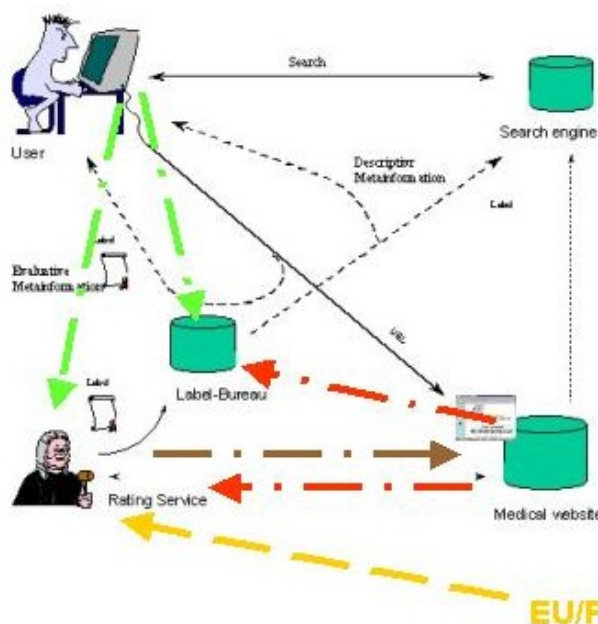 Search
User
Search engine
Descriptive
Metainformation
Label
Label
Evaluative
Metainformation
URL
Label-Bureau
Label
Rating Service
Medical website
EU/F